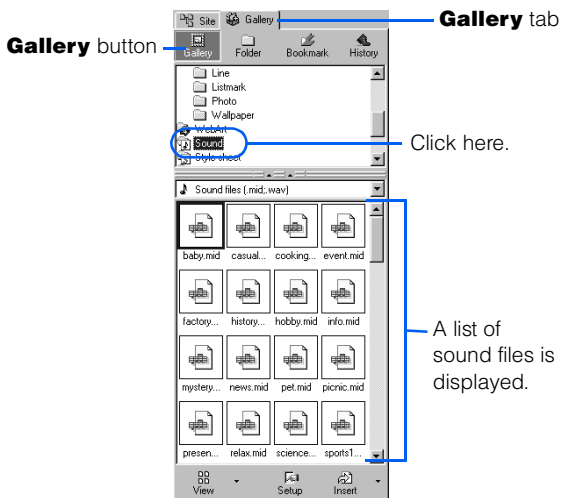 Site Gallery
Gallery tab
Gallery button
Gallery Folder Bookmark History
Line
Listmark
Photo
Wallpaper
WebArt
Sound
Click here.
Style sheet
Sound files (.mid;.wav)
baby.mid casual... cooking... event.mid
factory... history... hobby.mid info.mid
A list of
sound files is
displayed.
mystery... news.mid pet.mid picnic.mid
presen... relax.mid science... sports1...
View Setup Insert